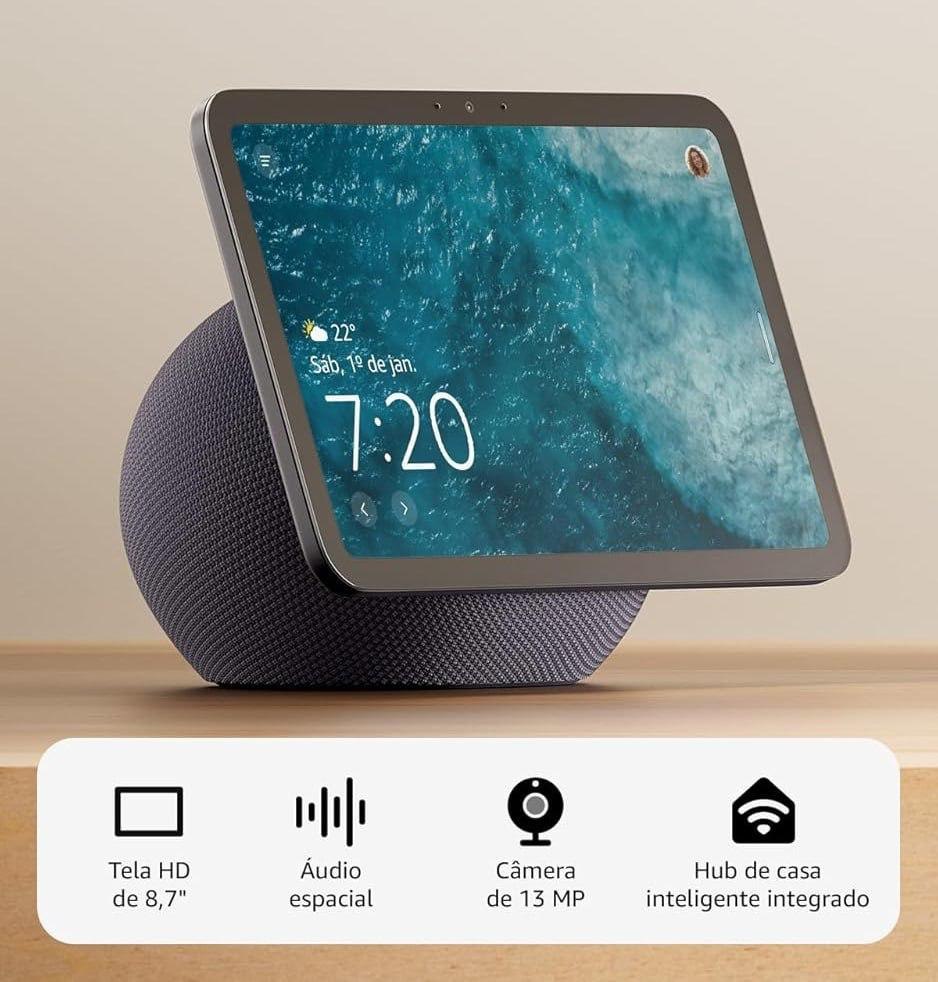 22°
Sáb, 1º de jan.
7:20
Tela HD
de 8,7"
Áudio
espacial
Câmera
de 13 MP
Hub de casa
inteligente integrado